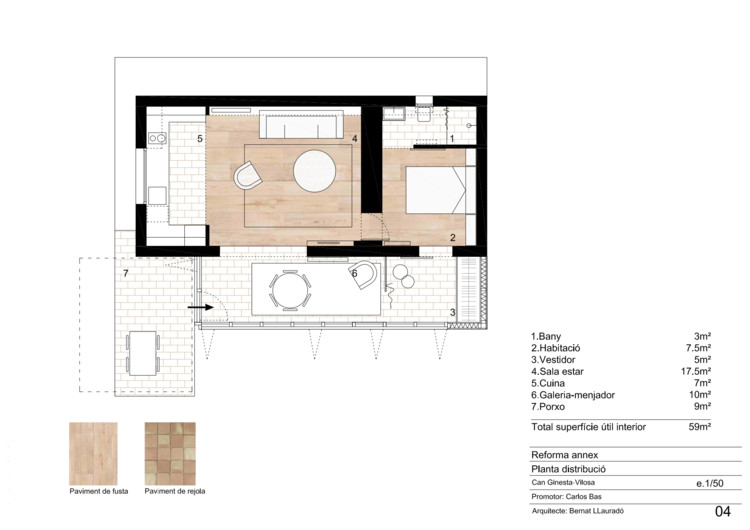 5
4
1
2
7
6
3
1.Bany 3m²
2.Habitació 7.5m²
3.Vestidor 5m²
4.Sala estar 17.5m²
5.Cuina 7m²
6.Galeria-menjador 10m²
7.Porxo 9m²
Total superfície útil interior 59m²
Reforma annex
Planta distribució
Can Ginesta-Vilosa e.1/50
Promotor: Carlos Bas
Arquitecte: Bernat LLauradó 04
Paviment de fusta Paviment de rejola